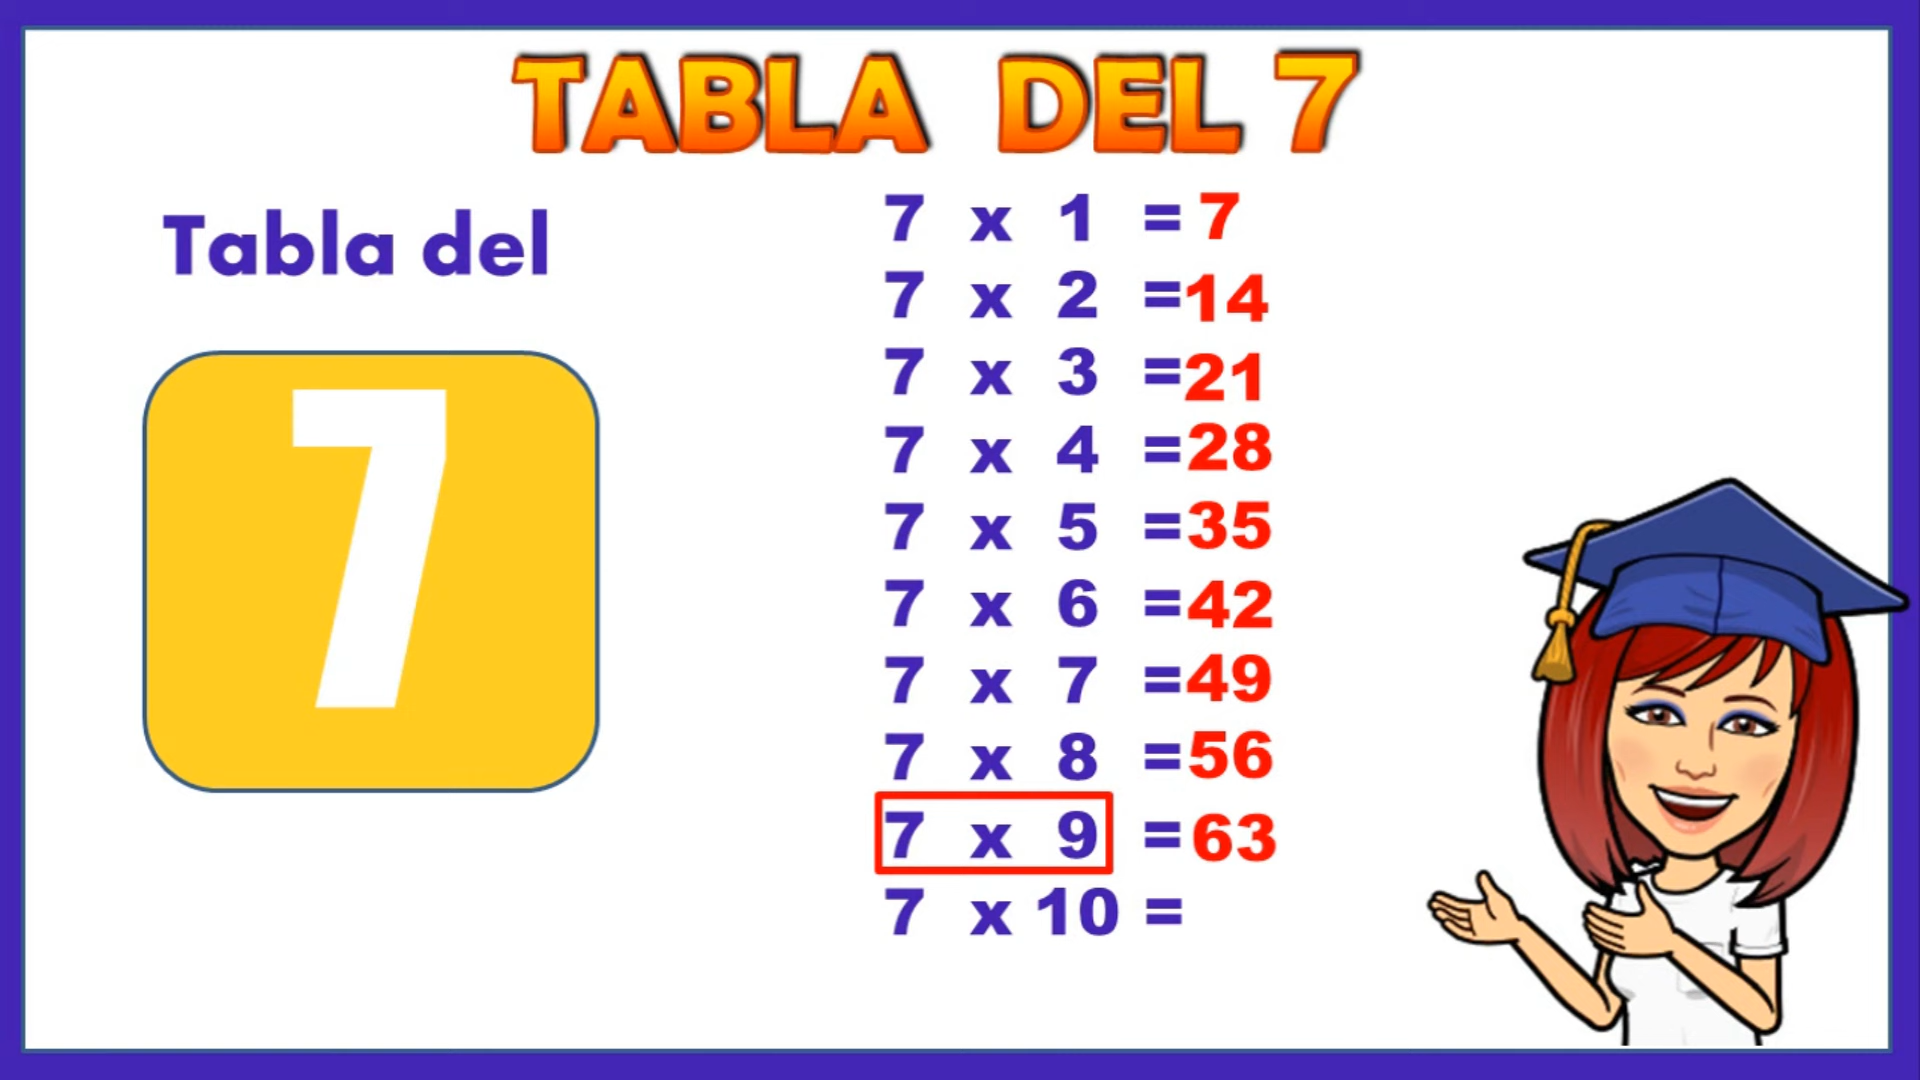 TABLA DEL 7
Tabla del
7
7 x 1 = 7
7 x 2 =14
7 x 3 =21
7 x 4 =28
7 x 5 =35
7 x 6 =42
7 x 7 =49
7 x 8 =56
7 x 9 =63
7 x 10 =